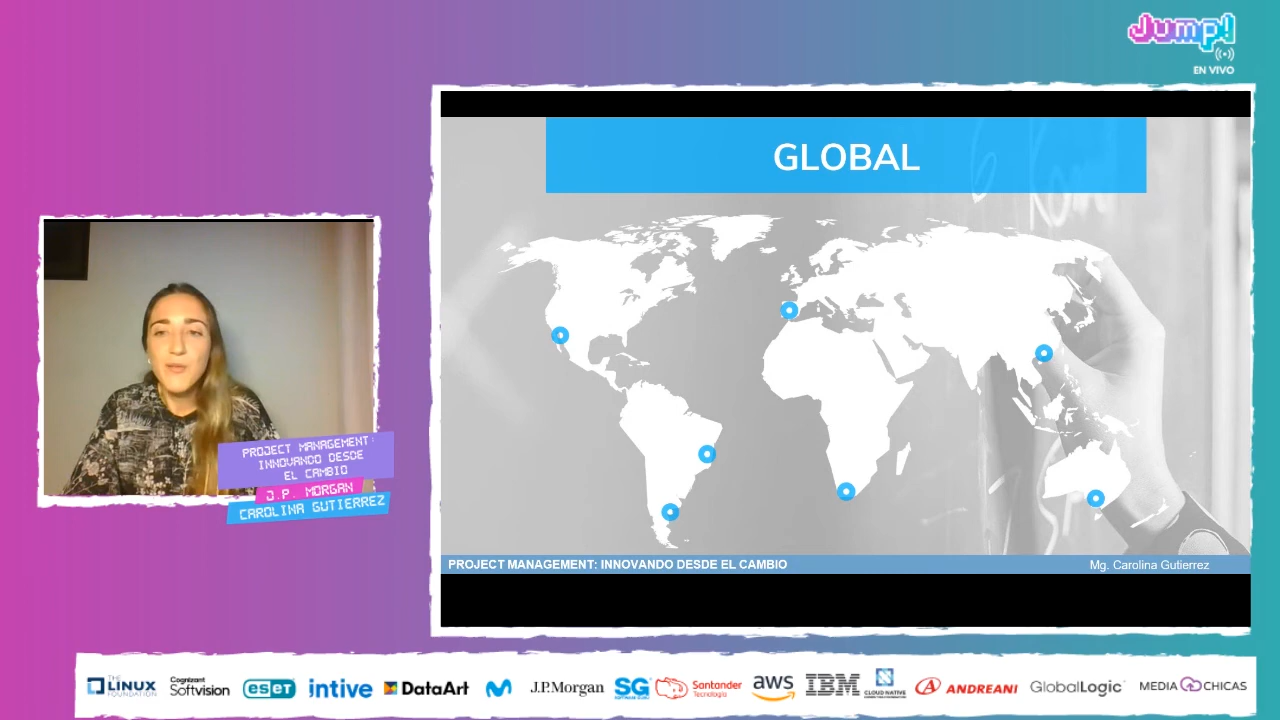 Jump!
EN VIVO
GLOBAL
PROJECT MANAGEMENT:
INNOVANDO DESDE
EL CAMBIO
J.P. MORGAN
CAROLINA GUTIERREZ
PROJECT MANAGEMENT: INNOVANDO DESDE EL CAMBIO
Mg. Carolina Gutierrez
THE LINUX FOUNDATION
Cognizant Softvision
eset
intive
DataArt
J.P.Morgan
SG
SOFTWARE GURU
Santander
Tecnología
aws
IBM
CLOUD NATIVE
ANDREANI
GlobalLogic
MEDIA CHICAS